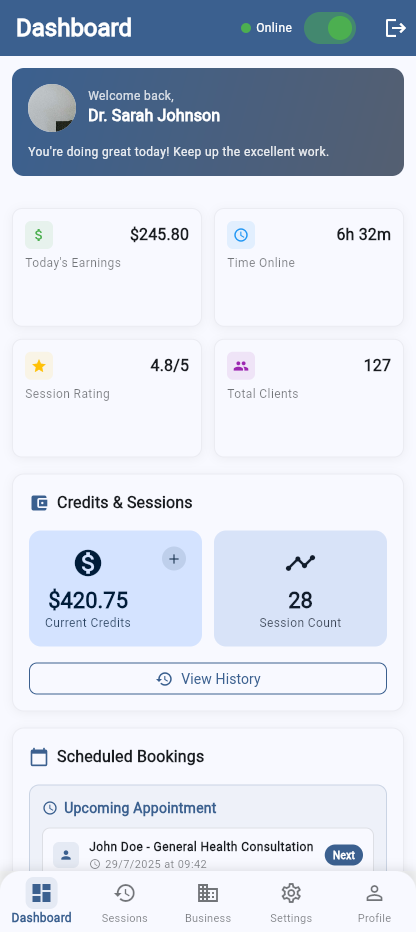 Dashboard
Online
Welcome back,
Dr. Sarah Johnson
You're doing great today! Keep up the excellent work.
$245.80
Today's Earnings
6h 32m
Time Online
4.8/5
Session Rating
127
Total Clients
Credits & Sessions
$420.75
Current Credits
28
Session Count
View History
Scheduled Bookings
Upcoming Appointment
John Doe - General Health Consultation
29/7/2025 at 09:42
Next
Dashboard
Sessions
Business
Settings
Profile